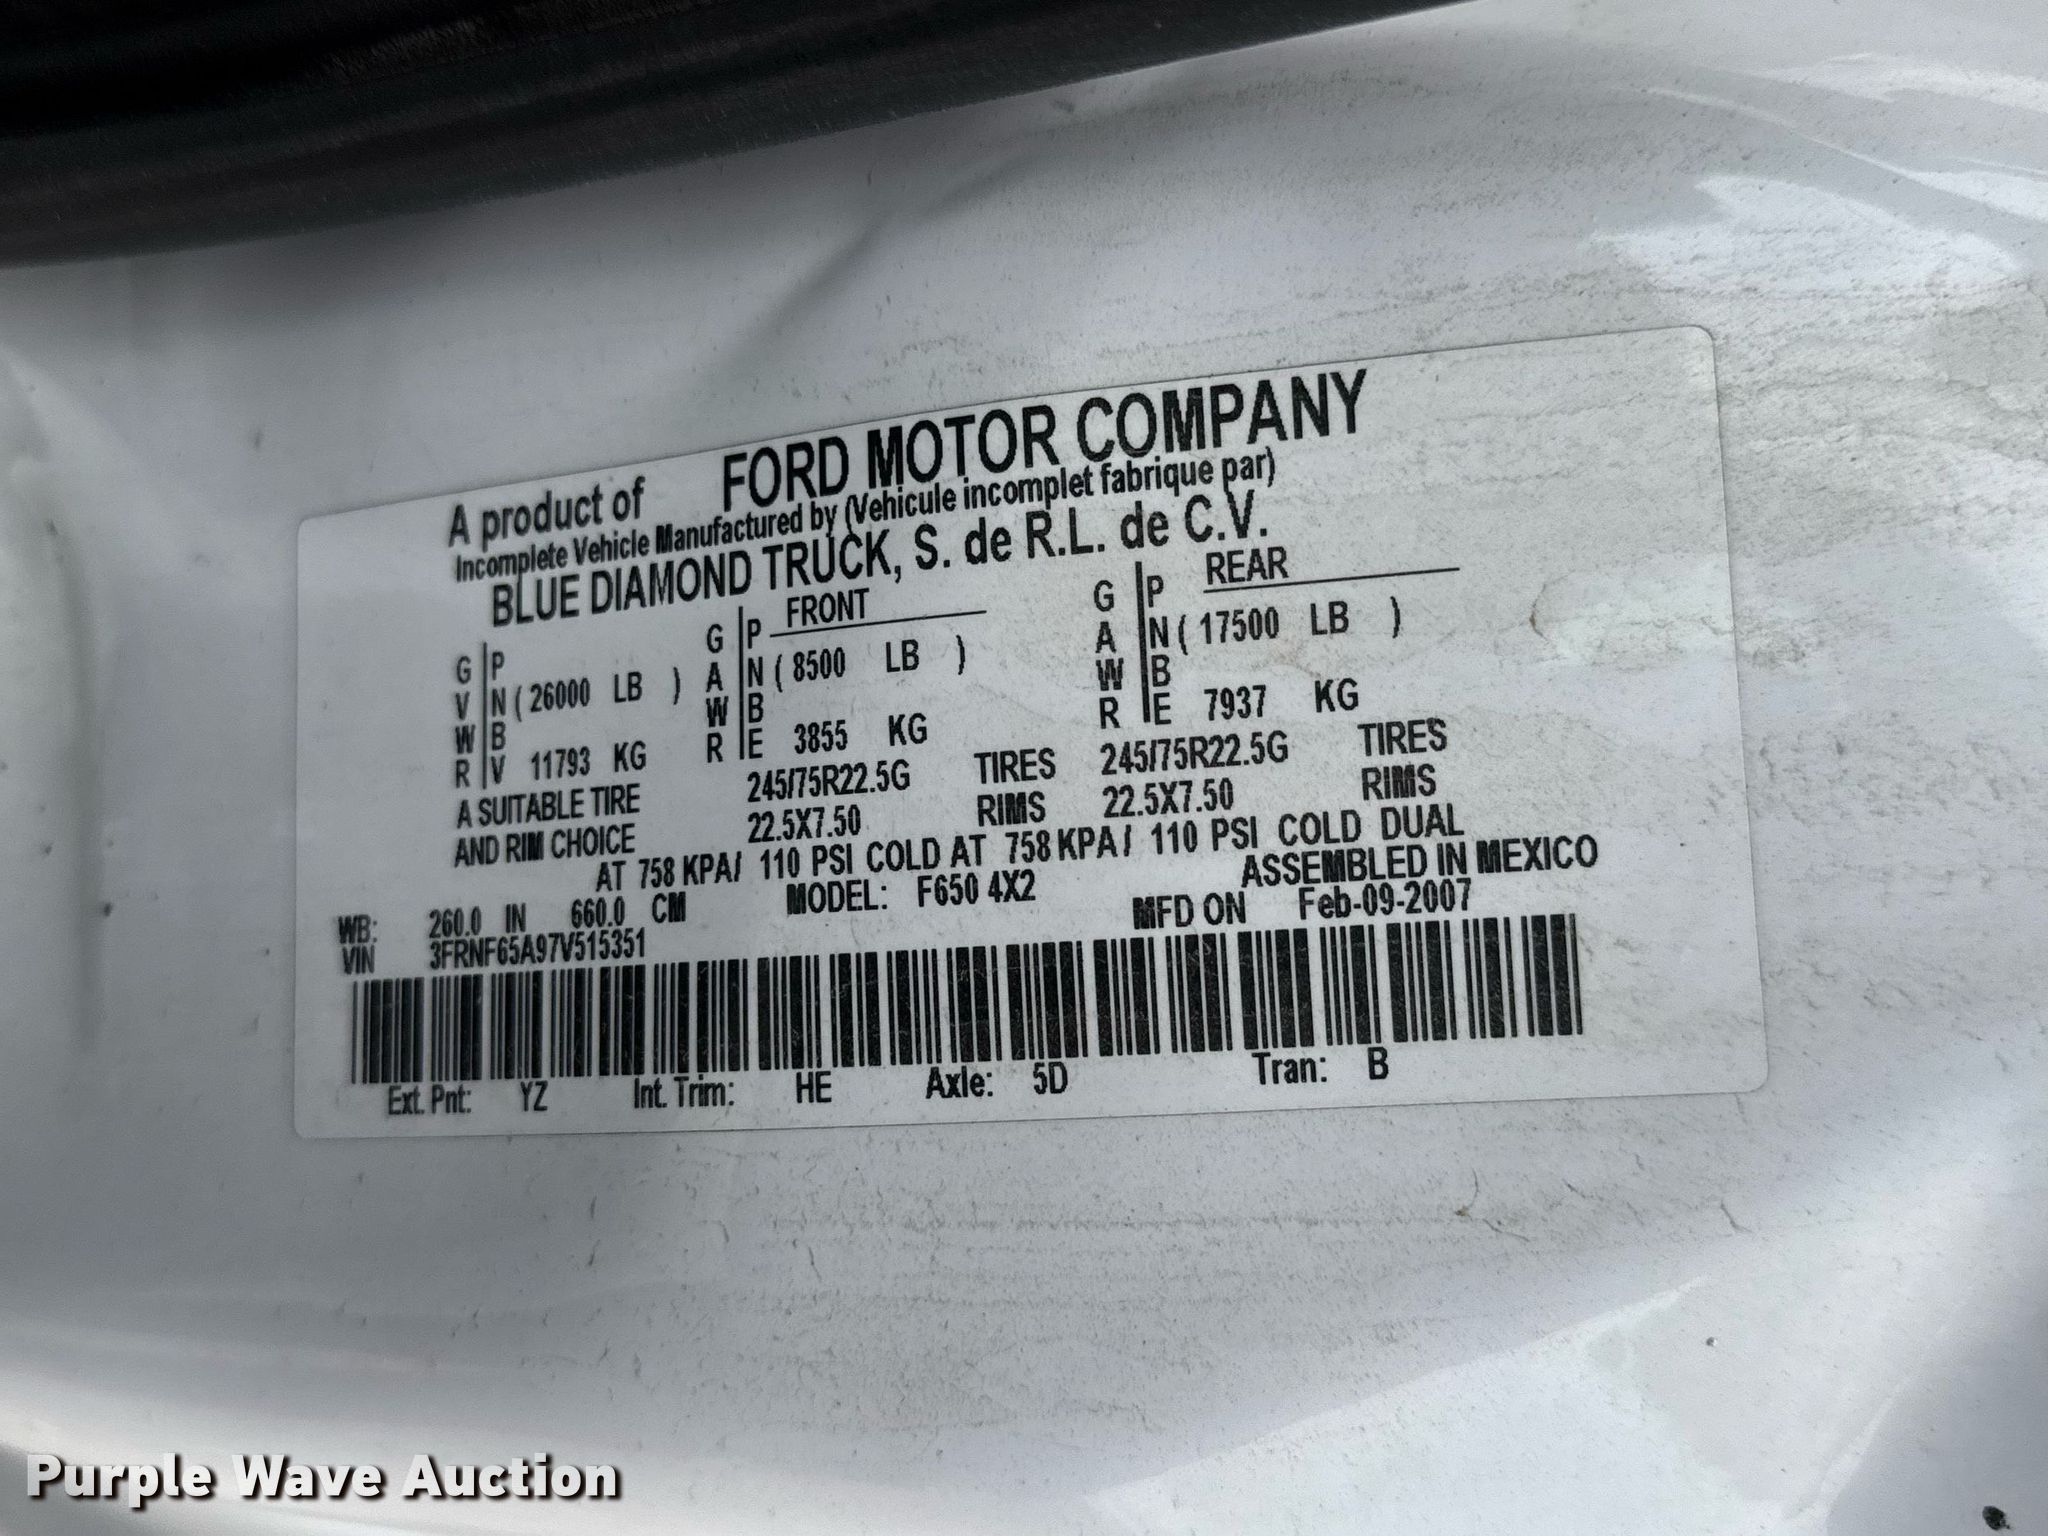 A product of FORD MOTOR COMPANY
Incomplete Vehicle Manufactured by (Vehicule incomplet fabrique par)
BLUE DIAMOND TRUCK, S. de R.L. de C.V.
FRONT REAR
G P G P G P
V N ( 26000 LB ) A N ( 8500 LB ) A N ( 17500 LB )
W B W B W B
R V 11793 KG R E 3855 KG R E 7937 KG
A SUITABLE TIRE 245/75R22.5G TIRES 245/75R22.5G TIRES
AND RIM CHOICE 22.5X7.50 RIMS 22.5X7.50 RIMS
AT 758 KPA/ 110 PSI COLD AT 758 KPA/ 110 PSI COLD DUAL
ASSEMBLED IN MEXICO
WB: 260.0 IN 660.0 CM MODEL: F650 4X2 MFD ON Feb-09-2007
VIN 3FRNF65A97V515351
Ext. Pnt: YZ Int. Trim: HE Axle: 5D Tran: B
Purple Wave Auction